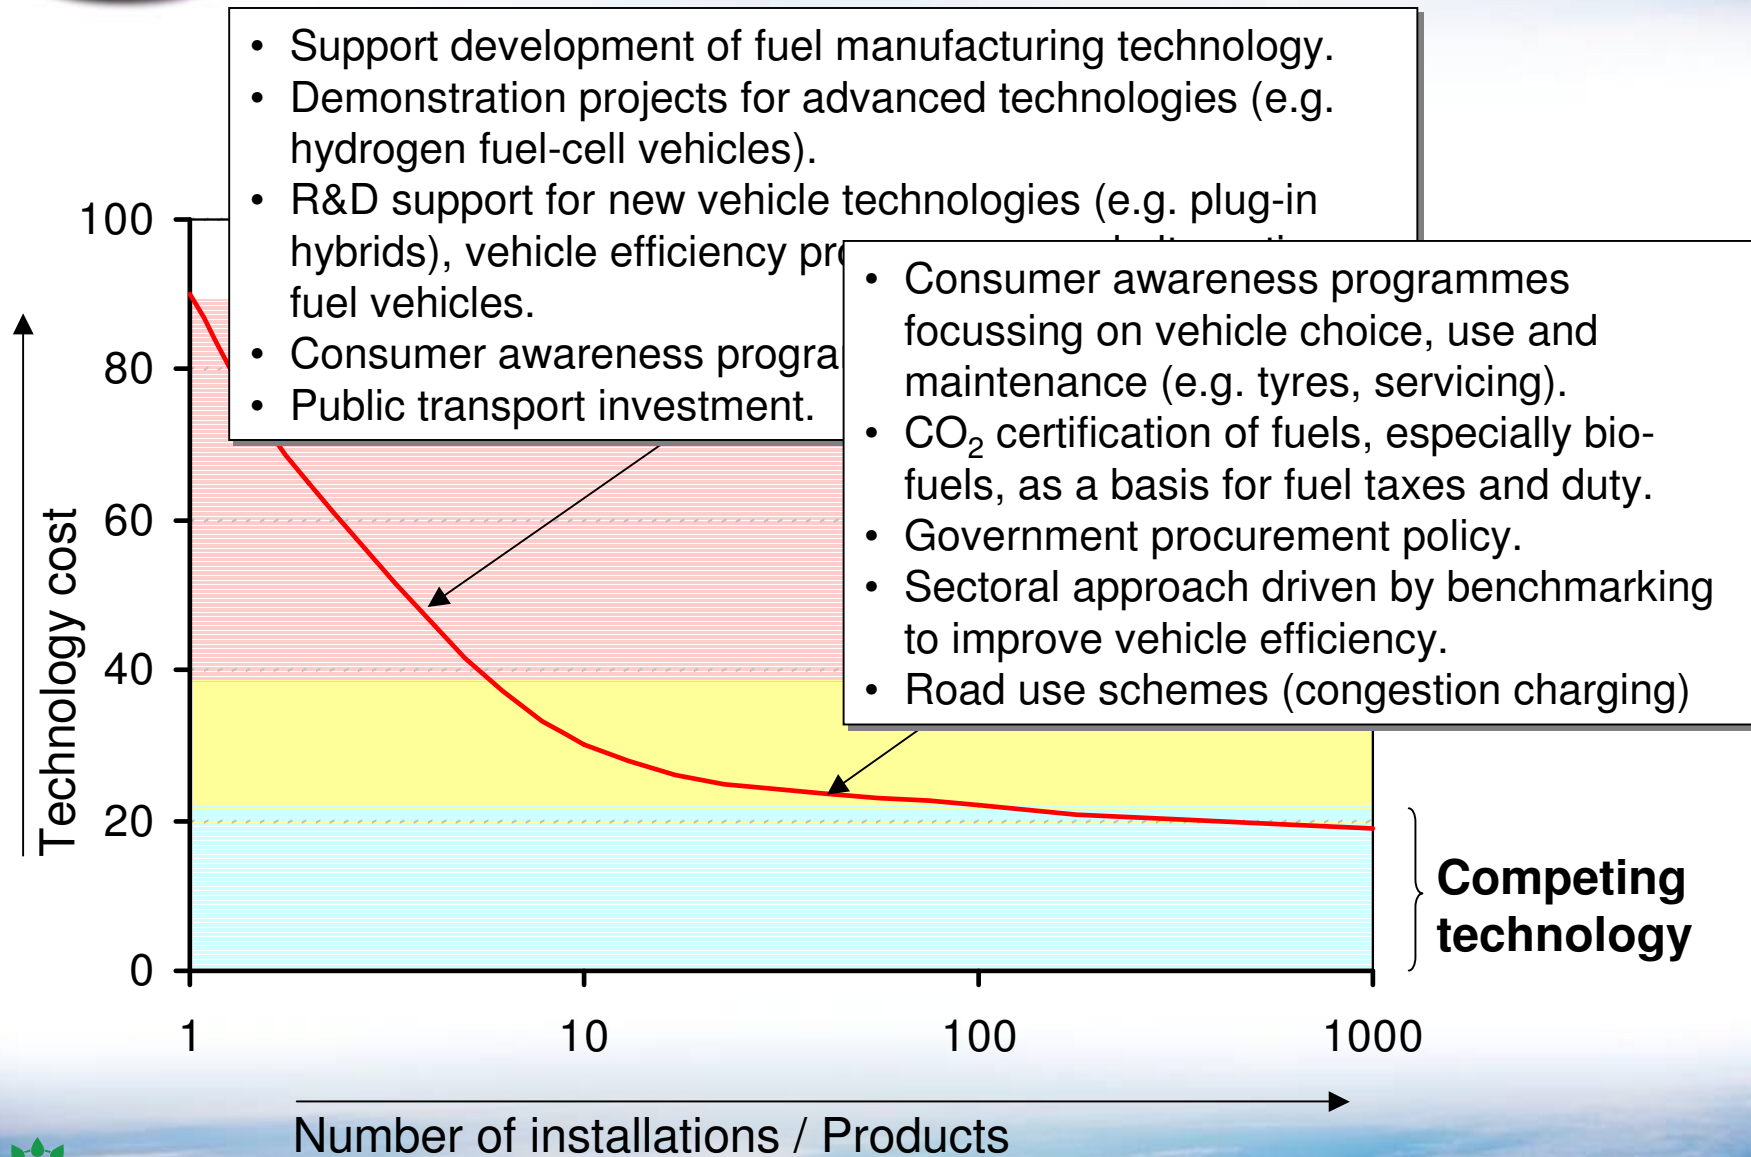 • Support development of fuel manufacturing technology.
• Demonstration projects for advanced technologies (e.g.
hydrogen fuel-cell vehicles).
• R&D support for new vehicle technologies (e.g. plug-in
hybrids), vehicle efficiency
fuel vehicles.
• Consumer awareness
• Public transport investment.
• Consumer awareness programmes
focussing on vehicle choice, use and
maintenance (e.g. tyres, servicing).
• CO₂ certification of fuels, especially bio-
fuels, as a basis for fuel taxes and duty.
• Government procurement policy.
• Sectoral approach driven by benchmarking
to improve vehicle efficiency.
• Road use schemes (congestion charging)
Technology cost
100
80
60
40
20
0
1
10
100
1000
Competing
technology
Number of installations / Products